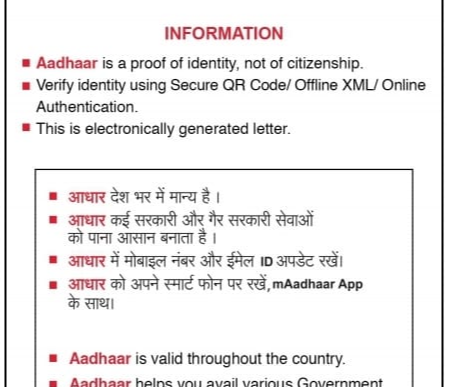 INFORMATION
Aadhaar is a proof of identity, not of citizenship.
Verify identity using Secure QR Code/ Offline XML/ Online
Authentication.
This is electronically generated letter.
आधार देश भर में मान्य है ।
आधार कई सरकारी और गैर सरकारी सेवाओं
को पाना आसान बनाता है ।
आधार में मोबाइल नंबर और ईमेल ID अपडेट रखें।
आधार को अपने स्मार्ट फोन पर रखें, mAadhaar App
के साथ।
Aadhaar is valid throughout the country.
Aadhaar helps you avail various Government